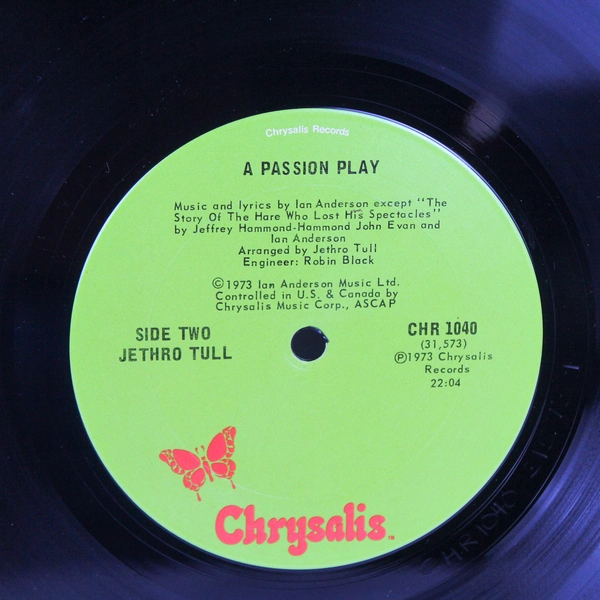 Chrysalis Records
A PASSION PLAY
Music and lyrics by Ian Anderson except "The
Story Of The Hare Who Lost His Spectacles"
by Jeffrey Hammond-Hammond John Evan and
Ian Anderson
Arranged by Jethro Tull
Engineer: Robin Black
©1973 Ian Anderson Music Ltd.
Controlled in U.S. & Canada by
Chrysalis Music Corp., ASCAP
SIDE TWO
JETHRO TULL
CHR 1040
(31,573)
℗1973 Chrysalis
Records
22:04
Chrysalis™
CHR 1040